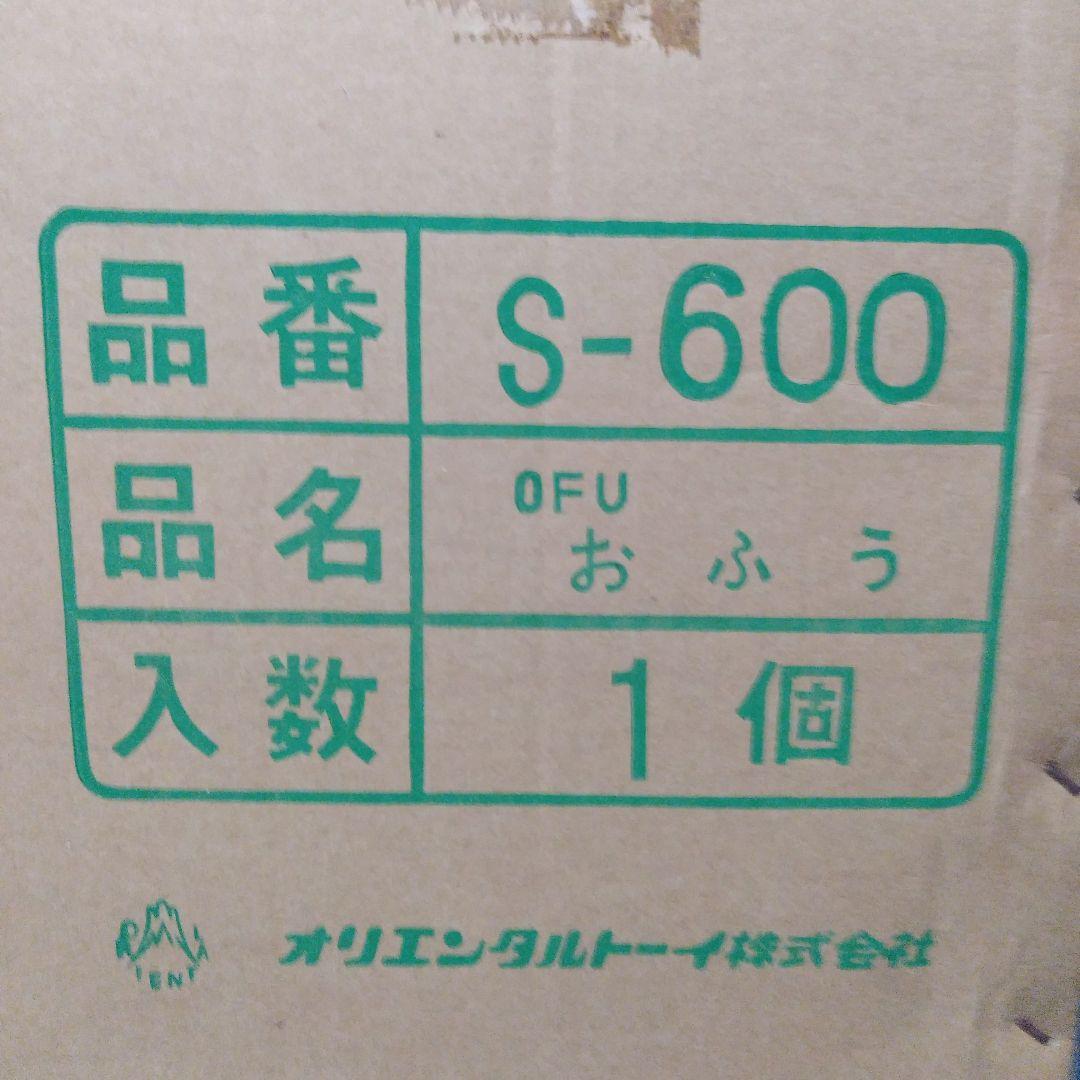 品番 S-600
品名 OFU
おふう
入数 1個
オリエンタルトーイ株式会社